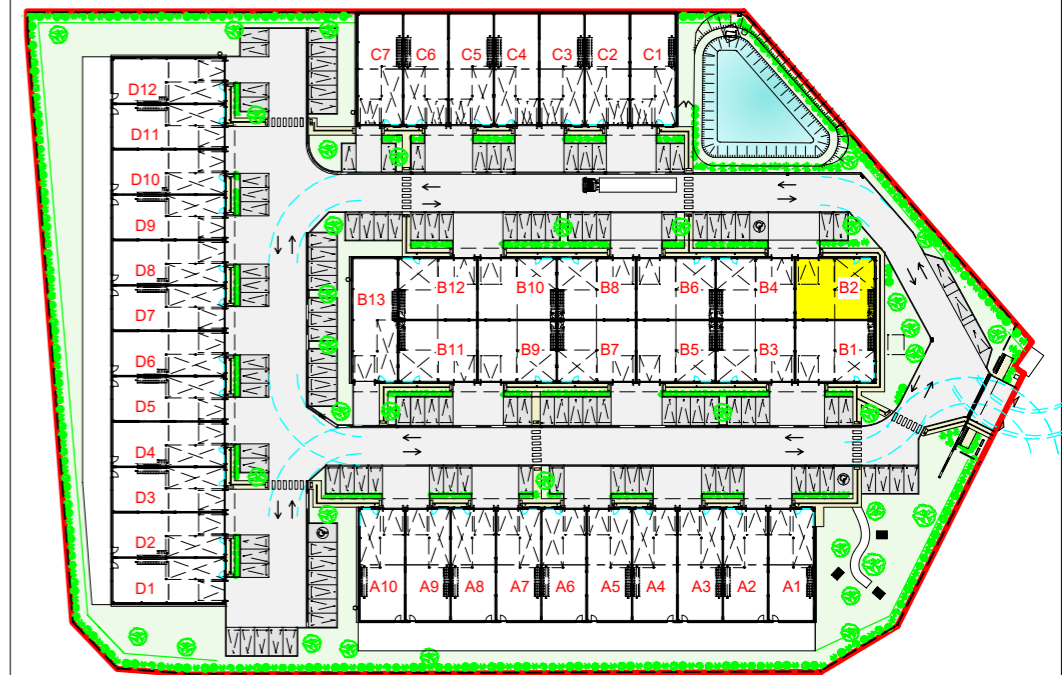 C7 C6 C5 C4 C3 C2 C1
D12
D11
D10
D9
D8
D7
D6
D5
D4
D3
D2
D1
B13 B12 B10 B8 B6 B4 B2
B11 B9 B7 B5 B3 B1
A10 A9 A8 A7 A6 A5 A4 A3 A2 A1